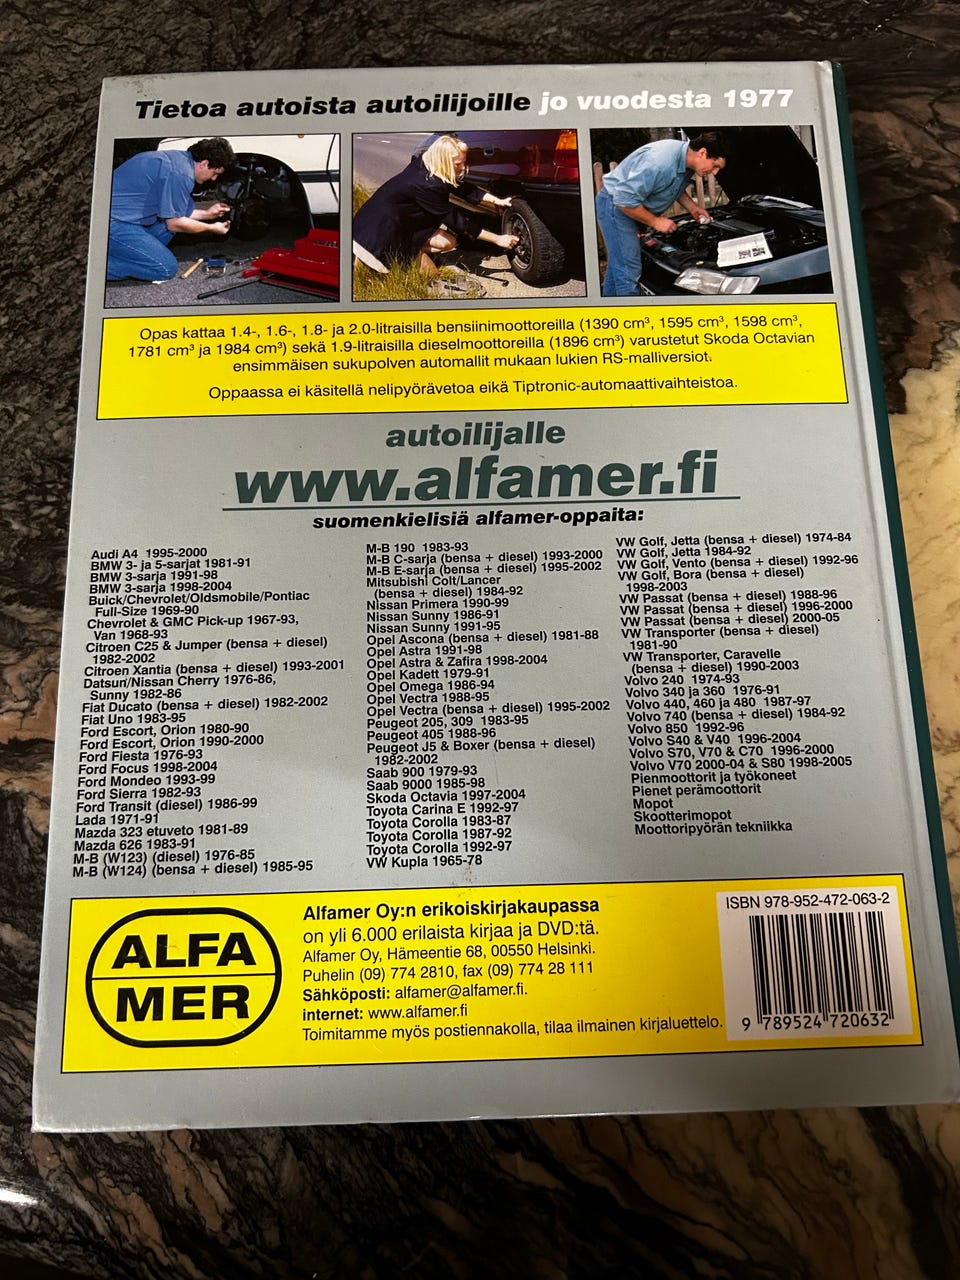 Tietoa autoista autoilijoille jo vuodesta 1977
Opas kattaa 1.4-, 1.6-, 1.8- ja 2.0-litraisilla bensiinimoottoreilla (1390 cm³, 1595 cm³, 1598 cm³,
1781 cm³ ja 1984 cm³) sekä 1.9-litraisilla dieselmoottoreilla (1896 cm³) varustetut Skoda Octavian
ensimmäisen sukupolven automallit mukaan lukien RS-malliversiot.
Oppaassa ei käsitellä nelipyörävetoa eikä Tiptronic-automaattivaihteistoa.
autoilijalle
www.alfamer.fi
suomenkielisiä alfamer-oppaita:
Audi A4 1995-2000
BMW 3- ja 5-sarjat 1981-91
BMW 3-sarja 1991-98
BMW 3-sarja 1998-2004
Buick/Chevrolet/Oldsmobile/Pontiac
Full-Size 1969-90
Chevrolet & GMC Pick-up 1967-93,
Van 1968-93
Citroen C25 & Jumper (bensa + diesel)
1982-2002
Citroen Xantia (bensa + diesel) 1993-2001
Datsun/Nissan Cherry 1976-86,
Sunny 1982-86
Fiat Ducato (bensa + diesel) 1982-2002
Fiat Uno 1983-95
Ford Escort, Orion 1980-90
Ford Escort, Orion 1990-2000
Ford Fiesta 1976-93
Ford Focus 1998-2004
Ford Mondeo 1993-99
Ford Sierra 1982-93
Ford Transit (diesel) 1986-99
Lada 1971-91
Mazda 323 etuveto 1981-89
Mazda 626 1983-91
M-B (W123) (diesel) 1976-85
M-B (W124) (bensa + diesel) 1985-95
M-B 190 1983-93
M-B C-sarja (bensa + diesel) 1993-2000
M-B E-sarja (bensa + diesel) 1995-2002
Mitsubishi Colt/Lancer
(bensa + diesel) 1984-92
Nissan Primera 1990-99
Nissan Sunny 1986-91
Nissan Sunny 1991-95
Opel Ascona (bensa + diesel) 1981-88
Opel Astra 1991-98
Opel Astra & Zafira 1998-2004
Opel Kadett 1979-91
Opel Omega 1986-94
Opel Vectra 1988-95
Opel Vectra (bensa + diesel) 1995-2002
Peugeot 205, 309 1983-95
Peugeot 405 1988-96
Peugeot J5 & Boxer (bensa + diesel)
1982-2002
Saab 900 1979-93
Saab 9000 1985-98
Skoda Octavia 1997-2004
Toyota Carina E 1992-97
Toyota Corolla 1983-87
Toyota Corolla 1987-92
Toyota Corolla 1992-97
VW Kupla 1965-78
VW Golf, Jetta (bensa + diesel) 1974-84
VW Golf, Jetta 1984-92
VW Golf, Vento (bensa + diesel) 1992-96
VW Golf, Bora (bensa + diesel)
1998-2003
VW Passat (bensa + diesel) 1988-96
VW Passat (bensa + diesel) 1996-2000
VW Passat (bensa + diesel) 2000-05
VW Transporter (bensa + diesel)
1981-90
VW Transporter, Caravelle
(bensa + diesel) 1990-2003
Volvo 240 1974-93
Volvo 340 ja 360 1976-91
Volvo 440, 460 ja 480 1987-97
Volvo 740 (bensa + diesel) 1984-92
Volvo 850 1992-96
Volvo S40 & V40 1996-2004
Volvo S70, V70 & C70 1996-2000
Volvo V70 2000-04 & S80 1998-2005
Pienmoottorit ja työkoneet
Pienet perämoottorit
Mopot
Skootterimopot
Moottoripyörän tekniikka
ALFA
MER
Alfamer Oy:n erikoiskirjakaupassa
on yli 6.000 erilaista kirjaa ja DVD:tä.
Alfamer Oy, Hämeentie 68, 00550 Helsinki.
Puhelin (09) 774 2810, fax (09) 774 28 111
Sähköposti: alfamer@alfamer.fi.
internet: www.alfamer.fi
Toimitamme myös postiennakolla, tilaa ilmainen kirjaluettelo.
ISBN 978-952-472-063-2
9 789524 720632